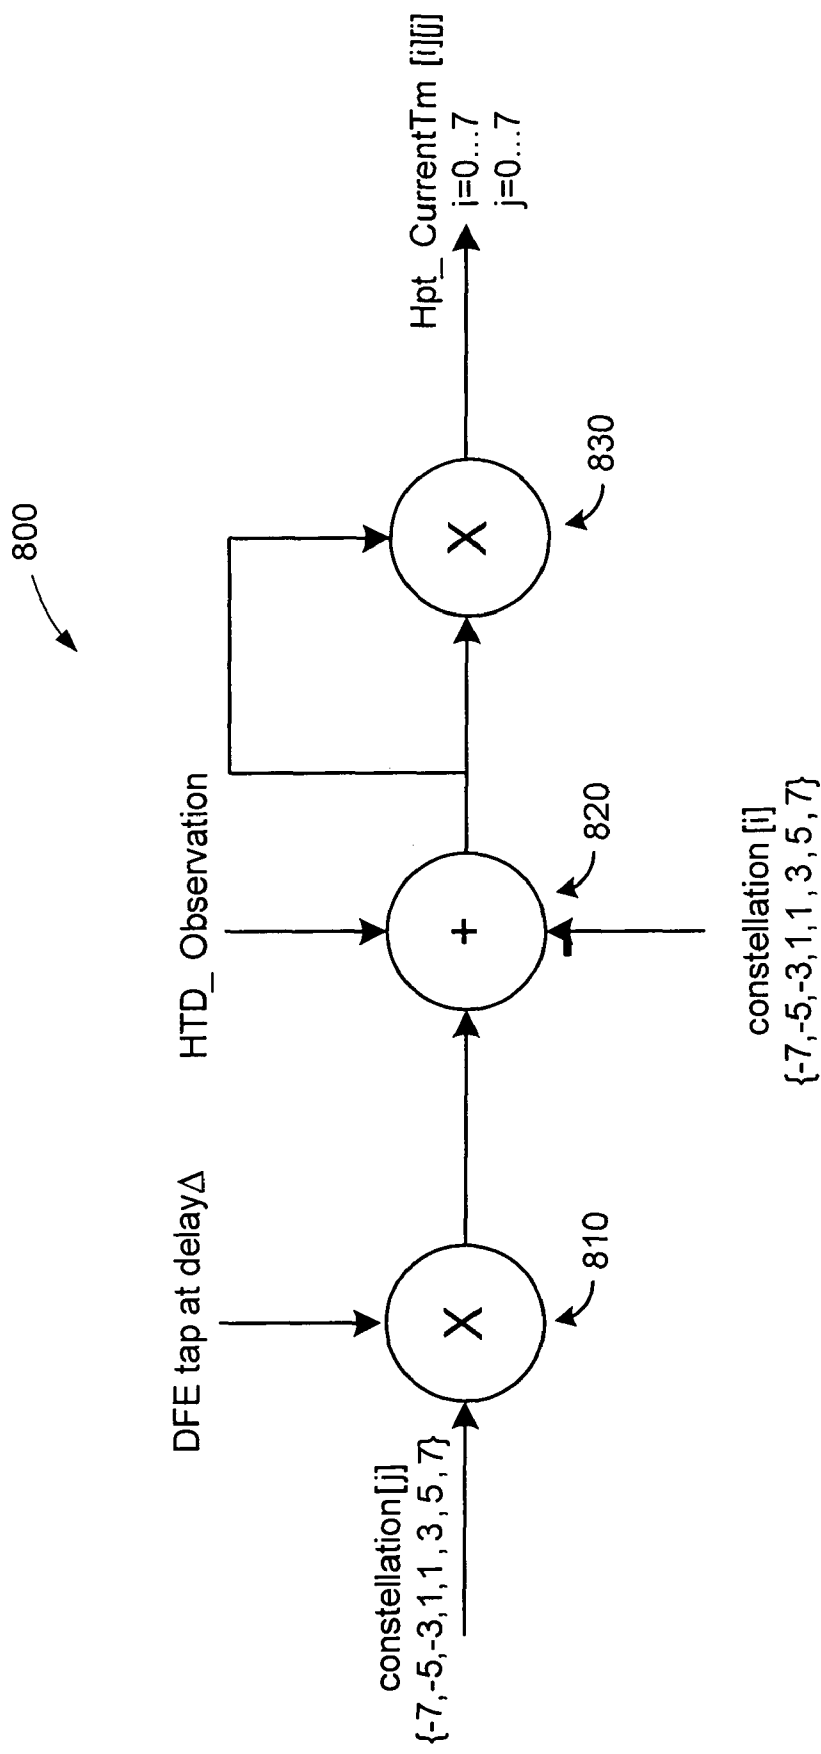 800
DFE tap at delayΔ
HTD_ Observation
Hpt_ CurrentTm [i][j]
i=0...7
j=0...7
constellation[j]
{-7,-5,-3,1,1,3,5,7}
X
810
+
-
820
X
830
constellation [i]
{-7,-5,-3,1,1,3,5,7}